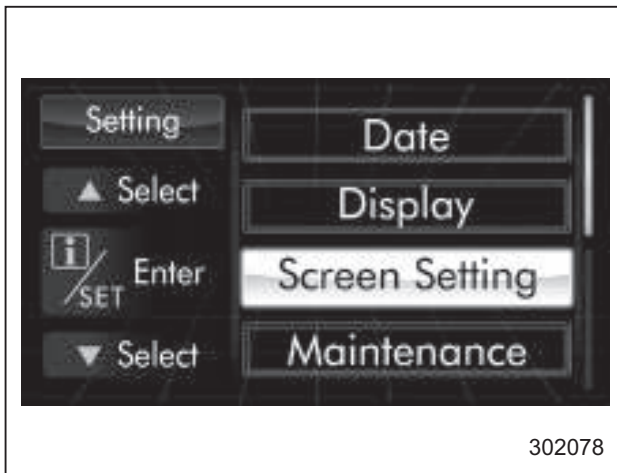 Setting
▲ Select
i/SET Enter
▼ Select
Date
Display
Screen Setting
Maintenance
302078